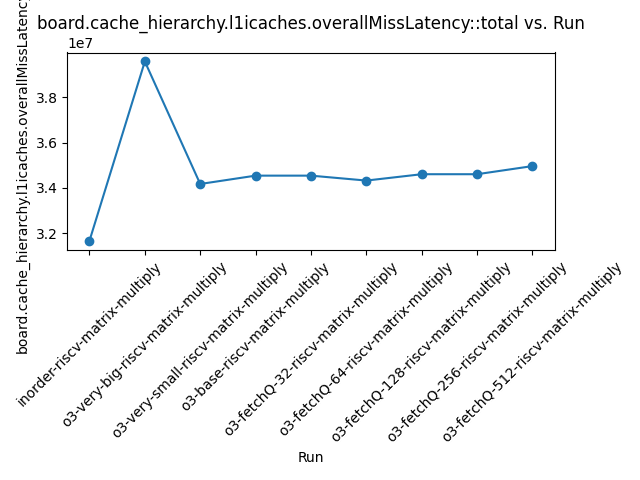 board.cache_hierarchy.l1icaches.overallMissLatency::total vs. Run
1e7
3.8
3.6
3.4
3.2
board.cache_hierarchy.l1icaches.overallMissLatency
inorder-riscv-matrix-multiply
o3-very-big-riscv-matrix-multiply
o3-very-small-riscv-matrix-multiply
o3-base-riscv-matrix-multiply
o3-fetchQ-32-riscv-matrix-multiply
o3-fetchQ-64-riscv-matrix-multiply
o3-fetchQ-128-riscv-matrix-multiply
o3-fetchQ-256-riscv-matrix-multiply
o3-fetchQ-512-riscv-matrix-multiply
Run